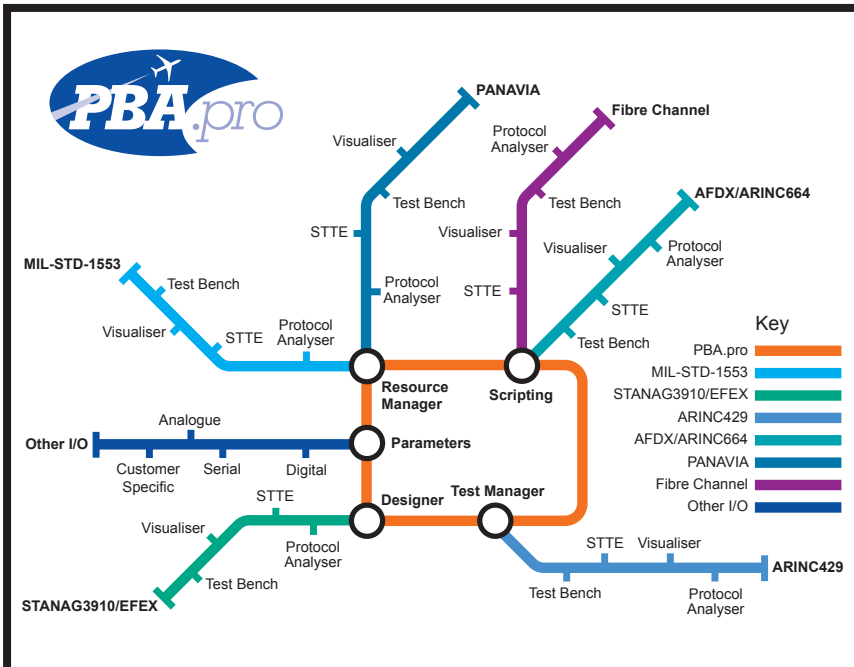 PBA.pro
PANAVIA
Visualiser
Test Bench
STTE
Protocol
Analyser
Fibre Channel
Protocol
Analyser
Test Bench
Visualiser
STTE
AFDX/ARINC664
Visualiser
Protocol
Analyser
STTE
Test Bench
MIL-STD-1553
Test Bench
Visualiser
STTE
Protocol
Analyser
Resource
Manager
Scripting
Other I/O
Analogue
Customer
Specific
Serial
Digital
Parameters
Designer
Test Manager
STTE
Visualiser
Protocol
Analyser
Test Bench
STANAG3910/EFEX
STTE
Visualiser
Test Bench
Protocol
Analyser
ARINC429
Key
PBA.pro
MIL-STD-1553
STANAG3910/EFEX
ARINC429
AFDX/ARINC664
PANAVIA
Fibre Channel
Other I/O